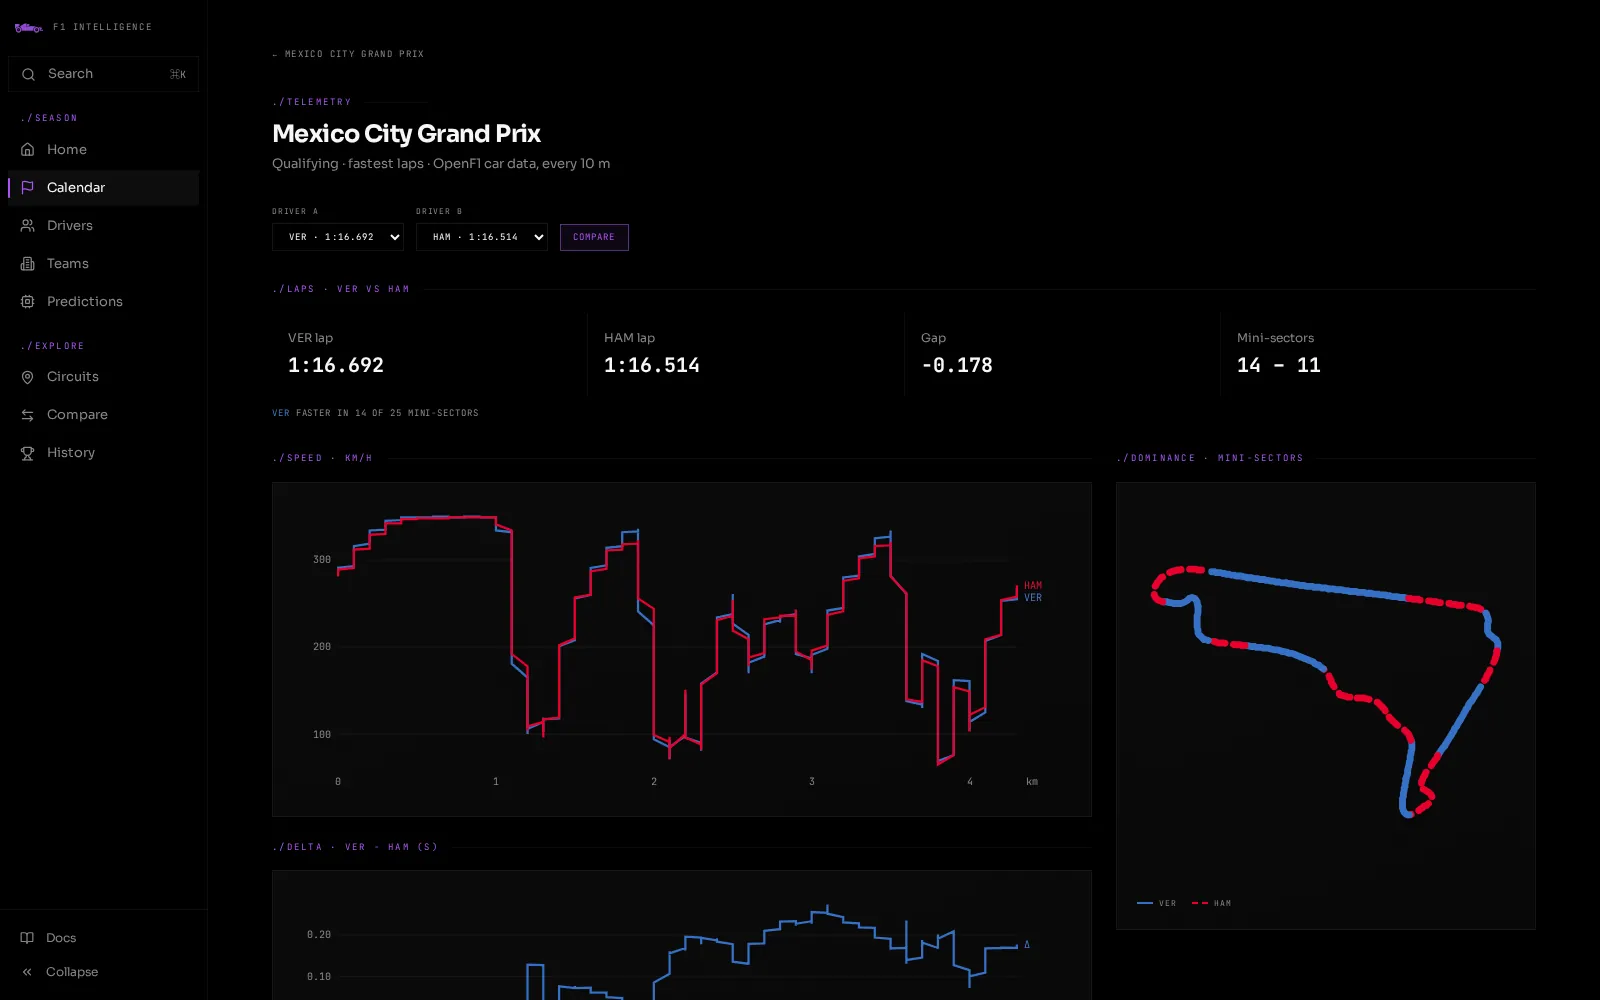 F1 INTELLIGENCE
Search ⌘K
./SEASON
Home
Calendar
Drivers
Teams
Predictions
./EXPLORE
Circuits
Compare
History
Docs
Collapse
← MEXICO CITY GRAND PRIX
./TELEMETRY
Mexico City Grand Prix
Qualifying · fastest laps · OpenF1 car data, every 10 m
DRIVER A
DRIVER B
VER · 1:16.692
HAM · 1:16.514
COMPARE
./LAPS · VER VS HAM
VER lap
1:16.692
HAM lap
1:16.514
Gap
-0.178
Mini-sectors
14 – 11
VER FASTER IN 14 OF 25 MINI-SECTORS
./SPEED · KM/H
300
200
100
0 1 2 3 4 km
HAM
VER
./DOMINANCE · MINI-SECTORS
VER HAM
./DELTA · VER - HAM (S)
0.20
0.10
Δ